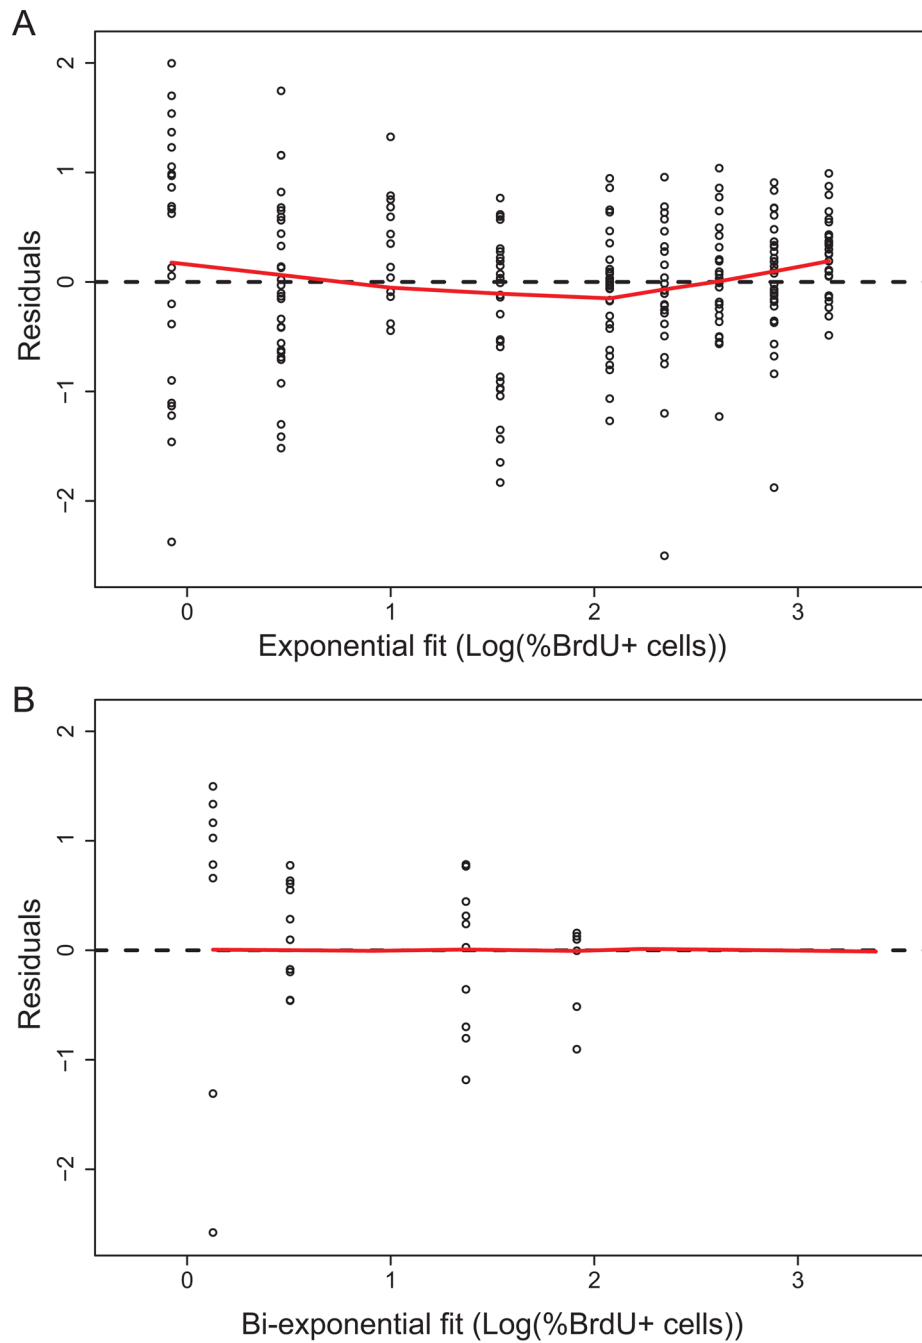 A
2
1
0
−1
−2
Residuals
0 1 2 3
Exponential fit (Log(%BrdU+ cells))
B
2
1
0
−1
−2
Residuals
0 1 2 3
Bi-exponential fit (Log(%BrdU+ cells))